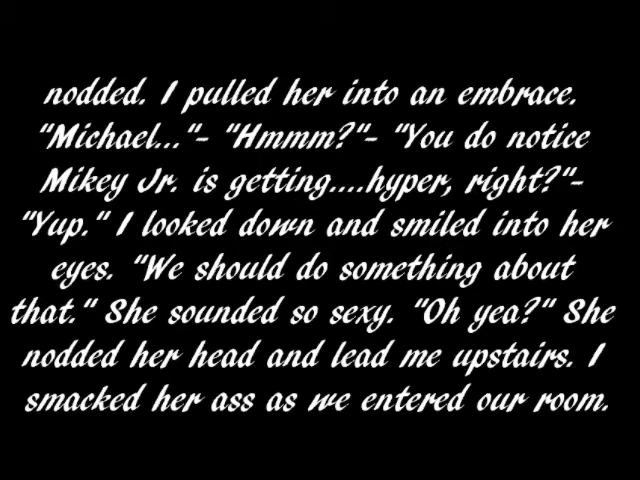 nodded. I pulled her into an embrace.
"Michael..."- "Hmmm?"- "You do notice
Mikey Jr. is getting....hyper, right?"-
"Yup." I looked down and smiled into her
eyes. "We should do something about
that." She sounded so sexy. "Oh yea?" She
nodded her head and lead me upstairs. I
smacked her ass as we entered our room.